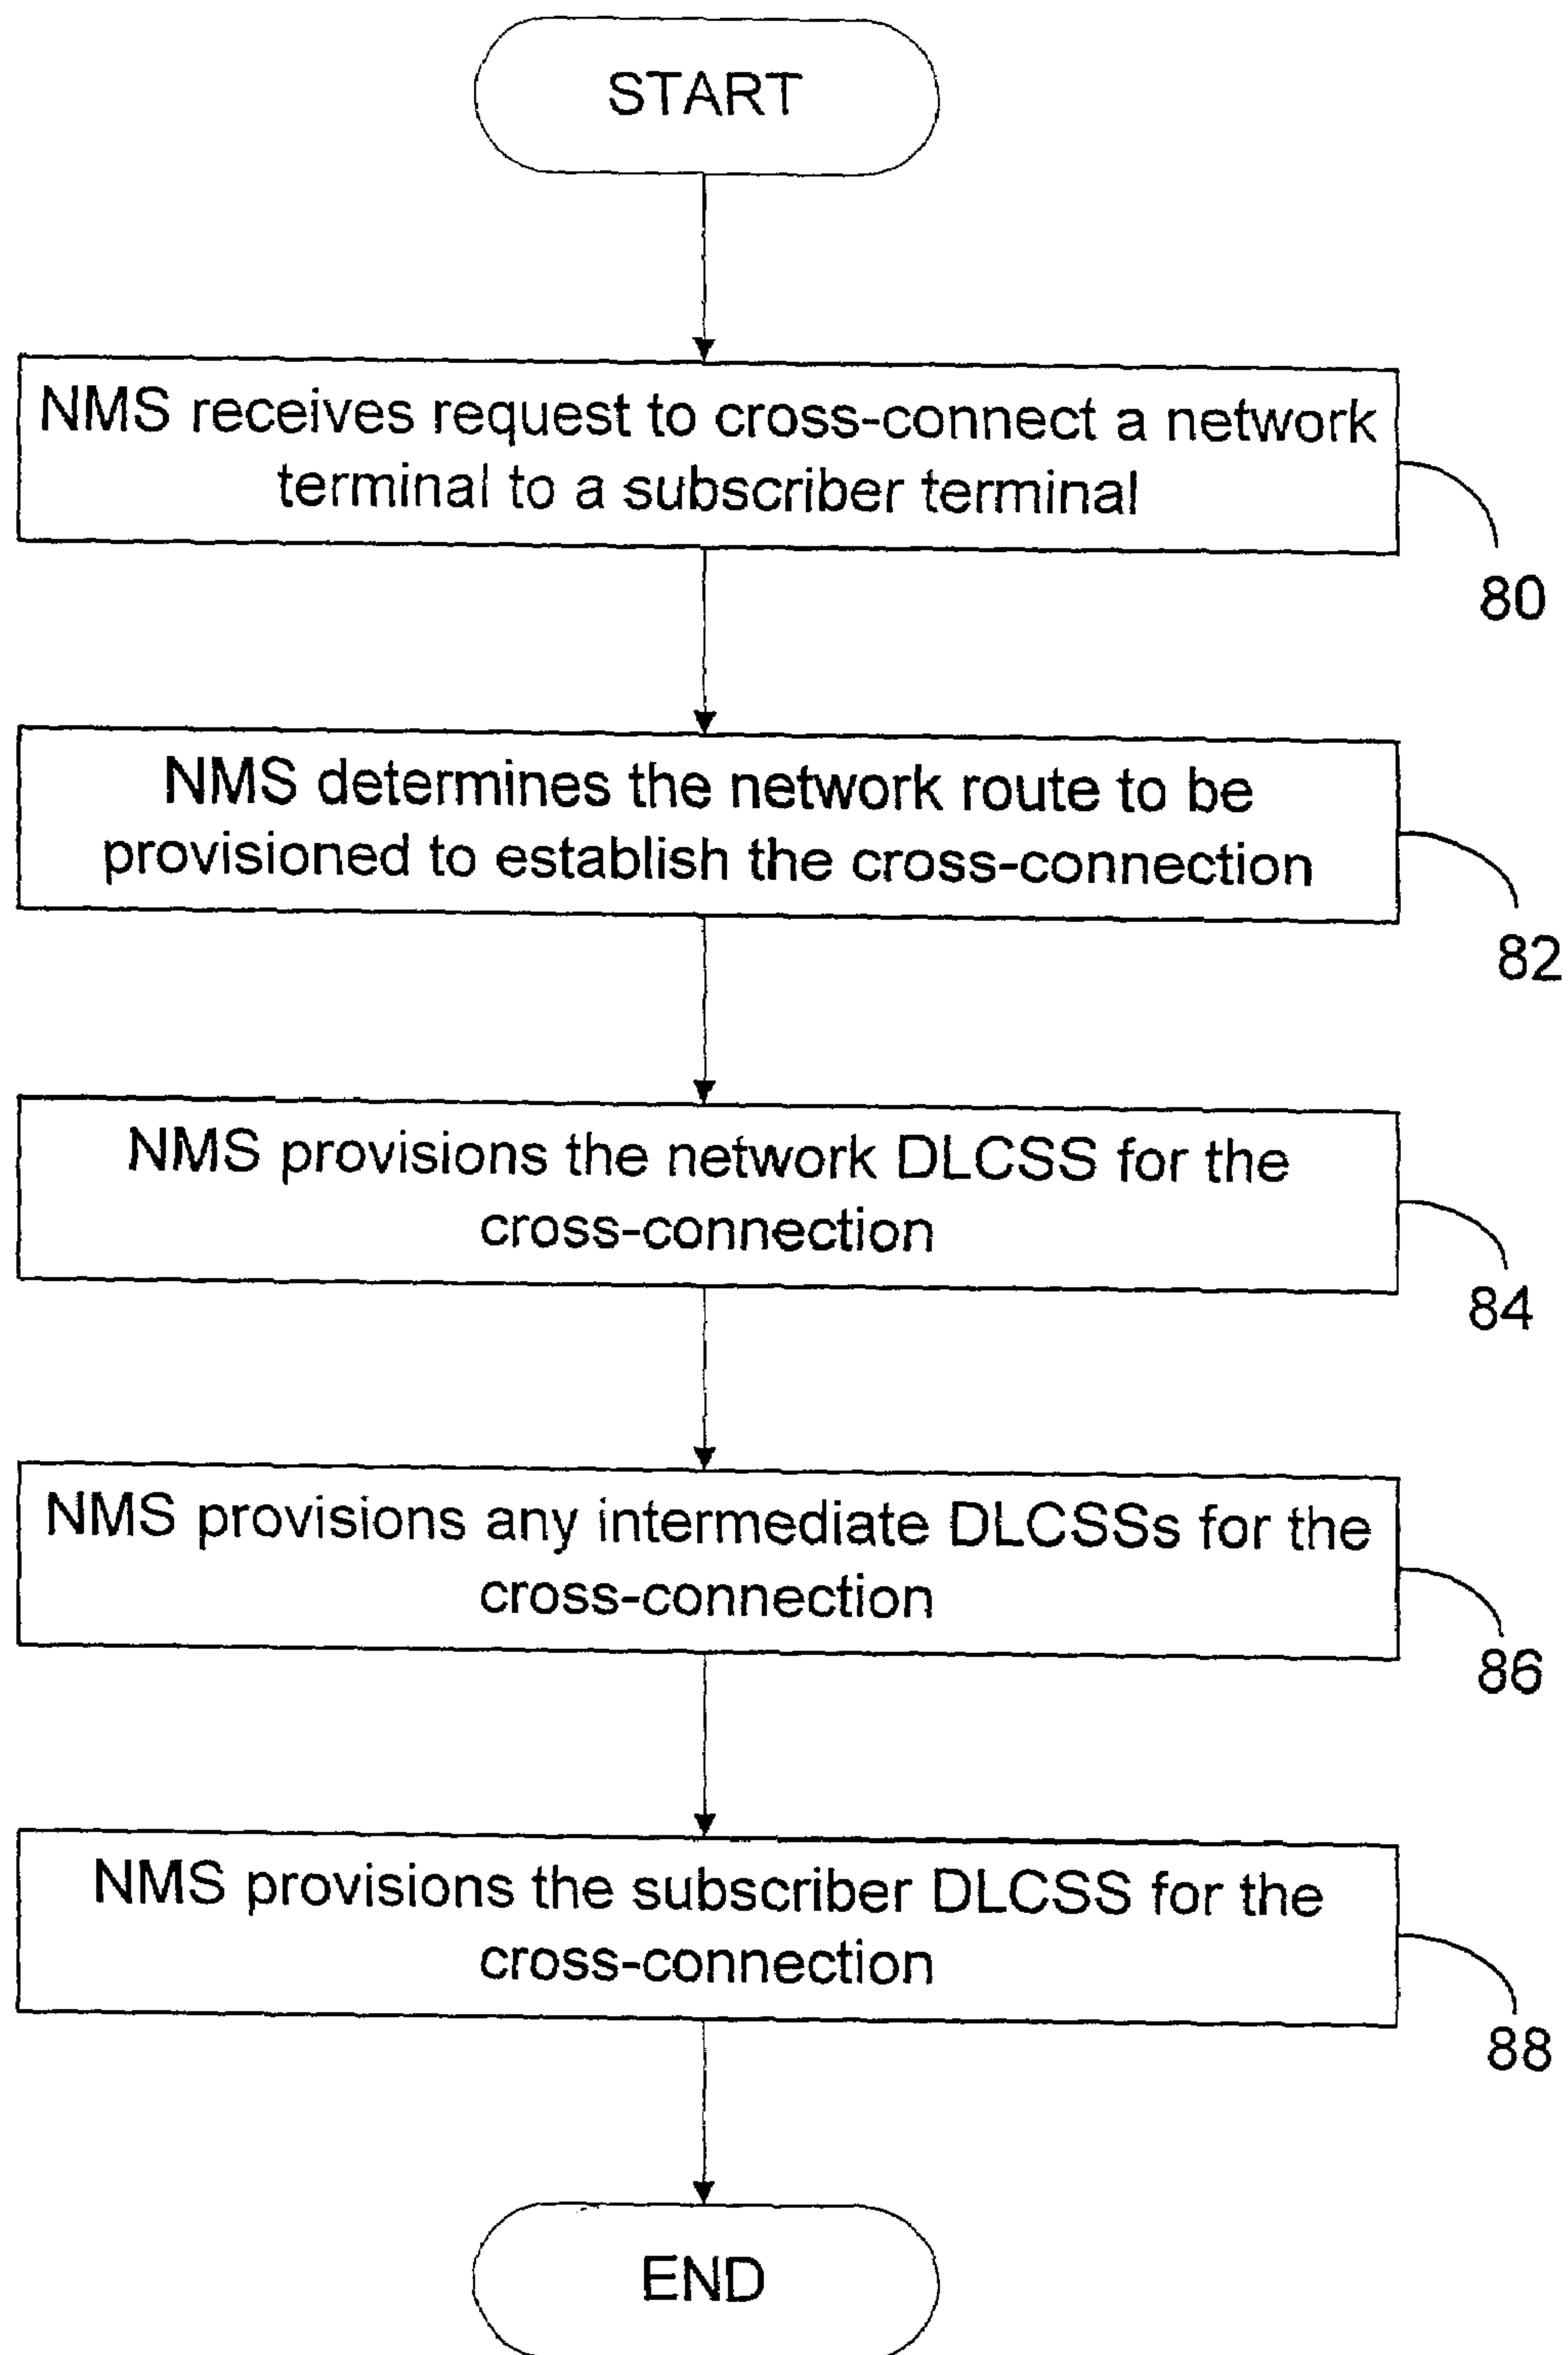 START
NMS receives request to cross-connect a network
terminal to a subscriber terminal
80
NMS determines the network route to be
provisioned to establish the cross-connection
82
NMS provisions the network DLCSS for the
cross-connection
84
NMS provisions any intermediate DLCSSs for the
cross-connection
86
NMS provisions the subscriber DLCSS for the
cross-connection
88
END